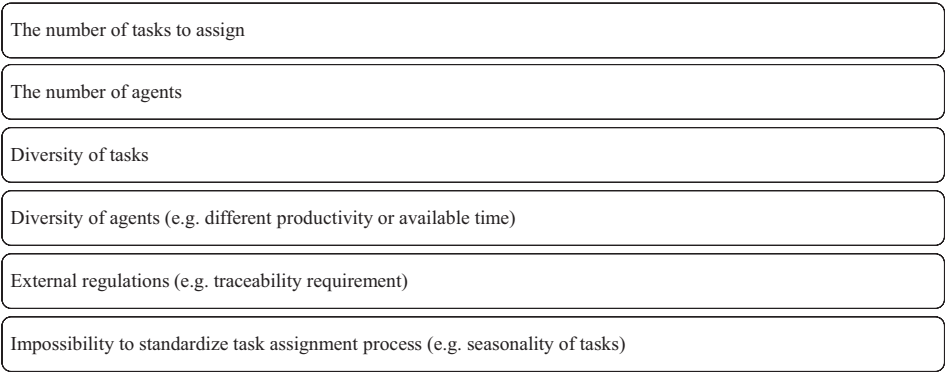 The number of tasks to assign
The number of agents
Diversity of tasks
Diversity of agents (e.g. different productivity or available time)
External regulations (e.g. traceability requirement)
Impossibility to standardize task assignment process (e.g. seasonality of tasks)